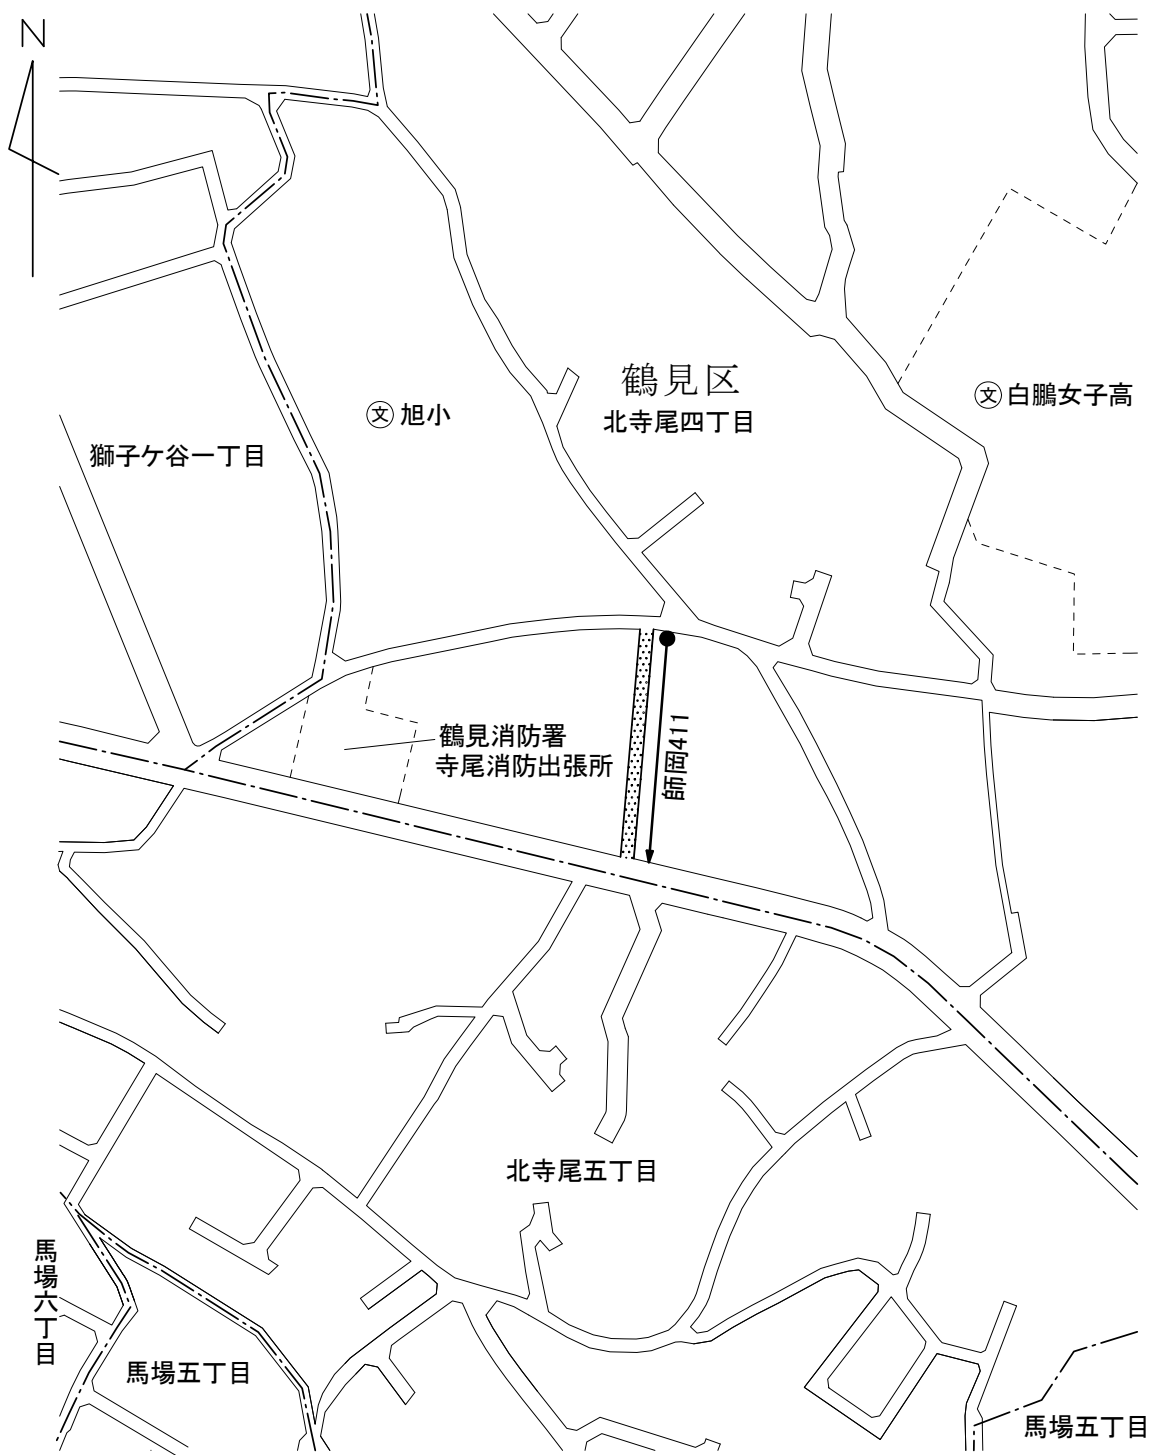 N
鶴見区
北寺尾四丁目
文 白鵬女子高
文 旭小
獅子ケ谷一丁目
鶴見消防署
寺尾消防出張所
師岡411
北寺尾五丁目
馬場六丁目
馬場五丁目
馬場五丁目